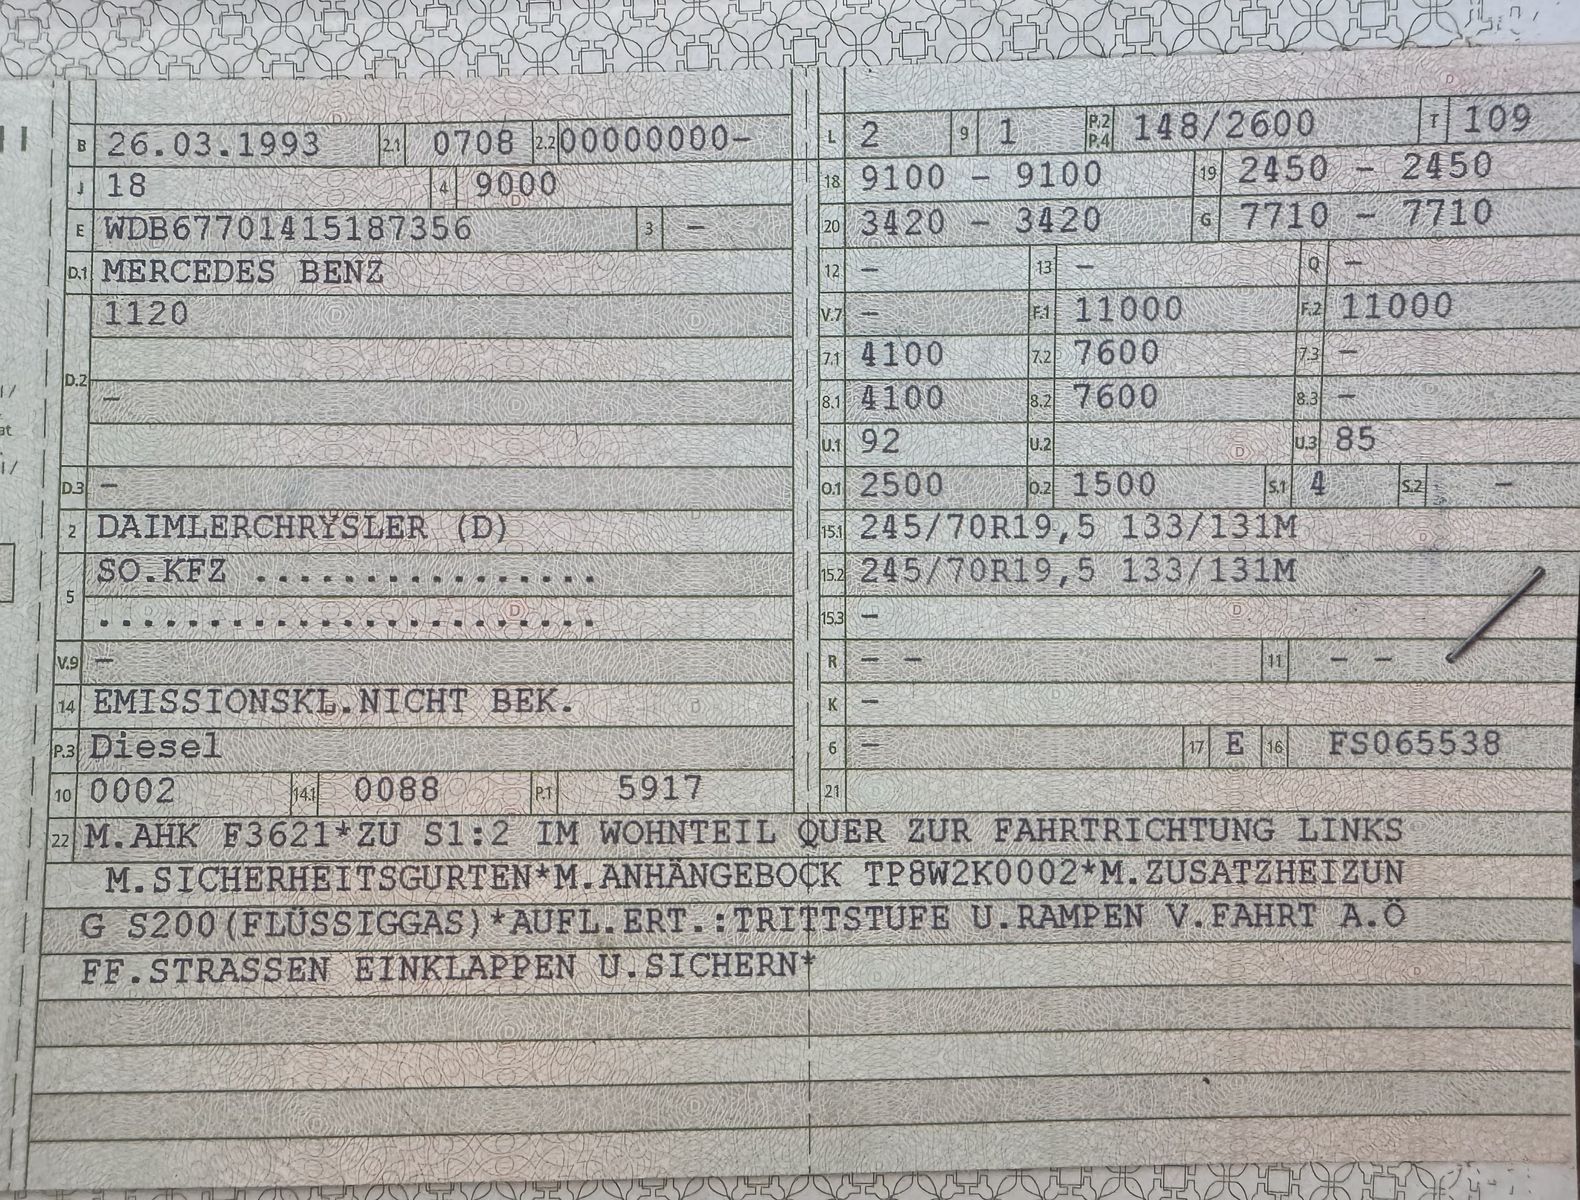 B 26.03.1993 2.1 0708 2.2 00000000-
J 18 4 9000
E WDB67701415187356 3 -
D.1 MERCEDES BENZ
1120
D.2
-
D.3 -
2 DAIMLERCHRYSLER (D)
SO.KFZ ................
5
.......................
V.9 -
14 EMISSIONSKL.NICHT BEK.
P.3 Diesel
10 0002 14.1 0088 P.1 5917
L 2 9 1 P.2 P.4 148/2600 T 109
18 9100 - 9100 19 2450 - 2450
20 3420 - 3420 G 7710 - 7710
12 - 13 - Q -
V.7 - F.1 11000 F.2 11000
7.1 4100 7.2 7600 7.3 -
8.1 4100 8.2 7600 8.3 -
U.1 92 U.2 U.3 85
O.1 2500 O.2 1500 S.1 4 S.2 -
15.1 245/70R19,5 133/131M
15.2 245/70R19,5 133/131M
15.3 -
R - - 11 - -
K -
6 - 17 E 16 FS065538
21
22 M.AHK F3621*ZU S1:2 IM WOHNTEIL QUER ZUR FAHRTRICHTUNG LINKS
M.SICHERHEITSGURTEN*M.ANHÄNGEBOCK TP8W2K0002*M.ZUSATZHEIZUN
G S200(FLÜSSIGGAS)*AUFL.ERT.:TRITTSTUFE U.RAMPEN V.FAHRT A.Ö
FF.STRASSEN EINKLAPPEN U.SICHERN*